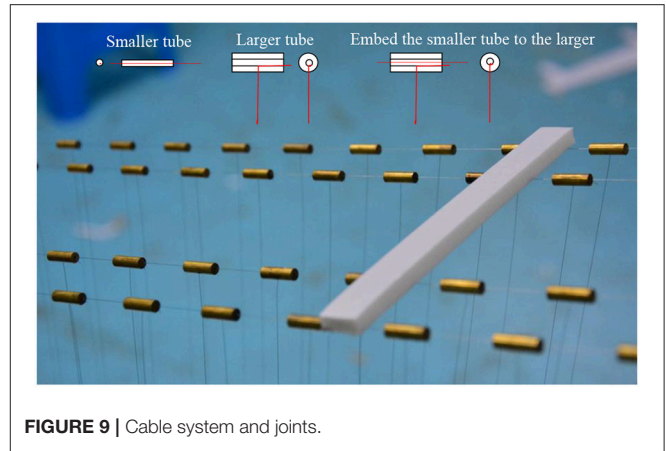 Smaller tube
Larger tube
Embed the smaller tube to the larger
FIGURE 9 | Cable system and joints.